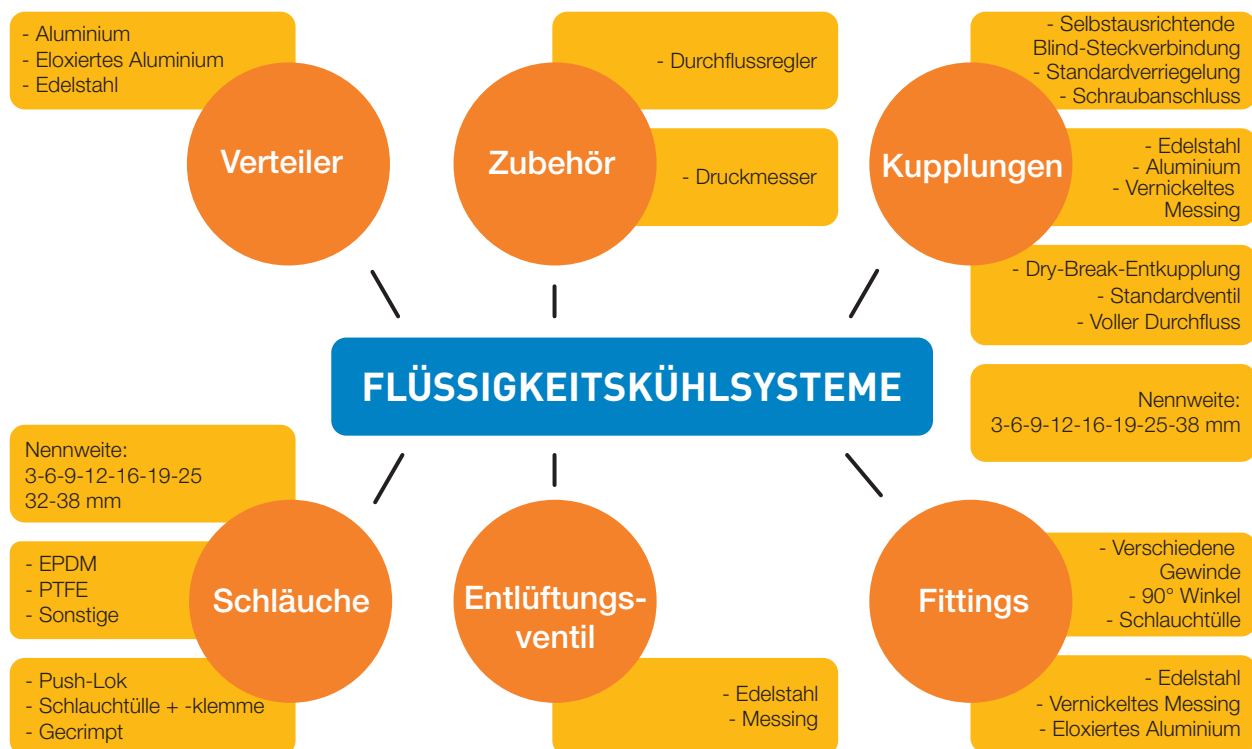 - Aluminium
- Eloxiertes Aluminium
- Edelstahl
Verteiler
- Durchflussregler
- Druckmesser
Zubehör
- Selbstausrichtende
Blind-Steckverbindung
- Standardverriegelung
- Schraubanschluss
- Edelstahl
- Aluminium
- Vernickeltes
Messing
- Dry-Break-Entkupplung
- Standardventil
- Voller Durchfluss
Nennweite:
3-6-9-12-16-19-25-38 mm
Kupplungen
FLÜSSIGKEITSKÜHLSYSTEME
Nennweite:
3-6-9-12-16-19-25
32-38 mm
- EPDM
- PTFE
- Sonstige
- Push-Lok
- Schlauchtülle + -klemme
- Gecrimpt
Schläuche
Entlüftungs-
ventil
- Edelstahl
- Messing
Fittings
- Verschiedene
Gewinde
- 90° Winkel
- Schlauchtülle
- Edelstahl
- Vernickeltes Messing
- Eloxiertes Aluminium